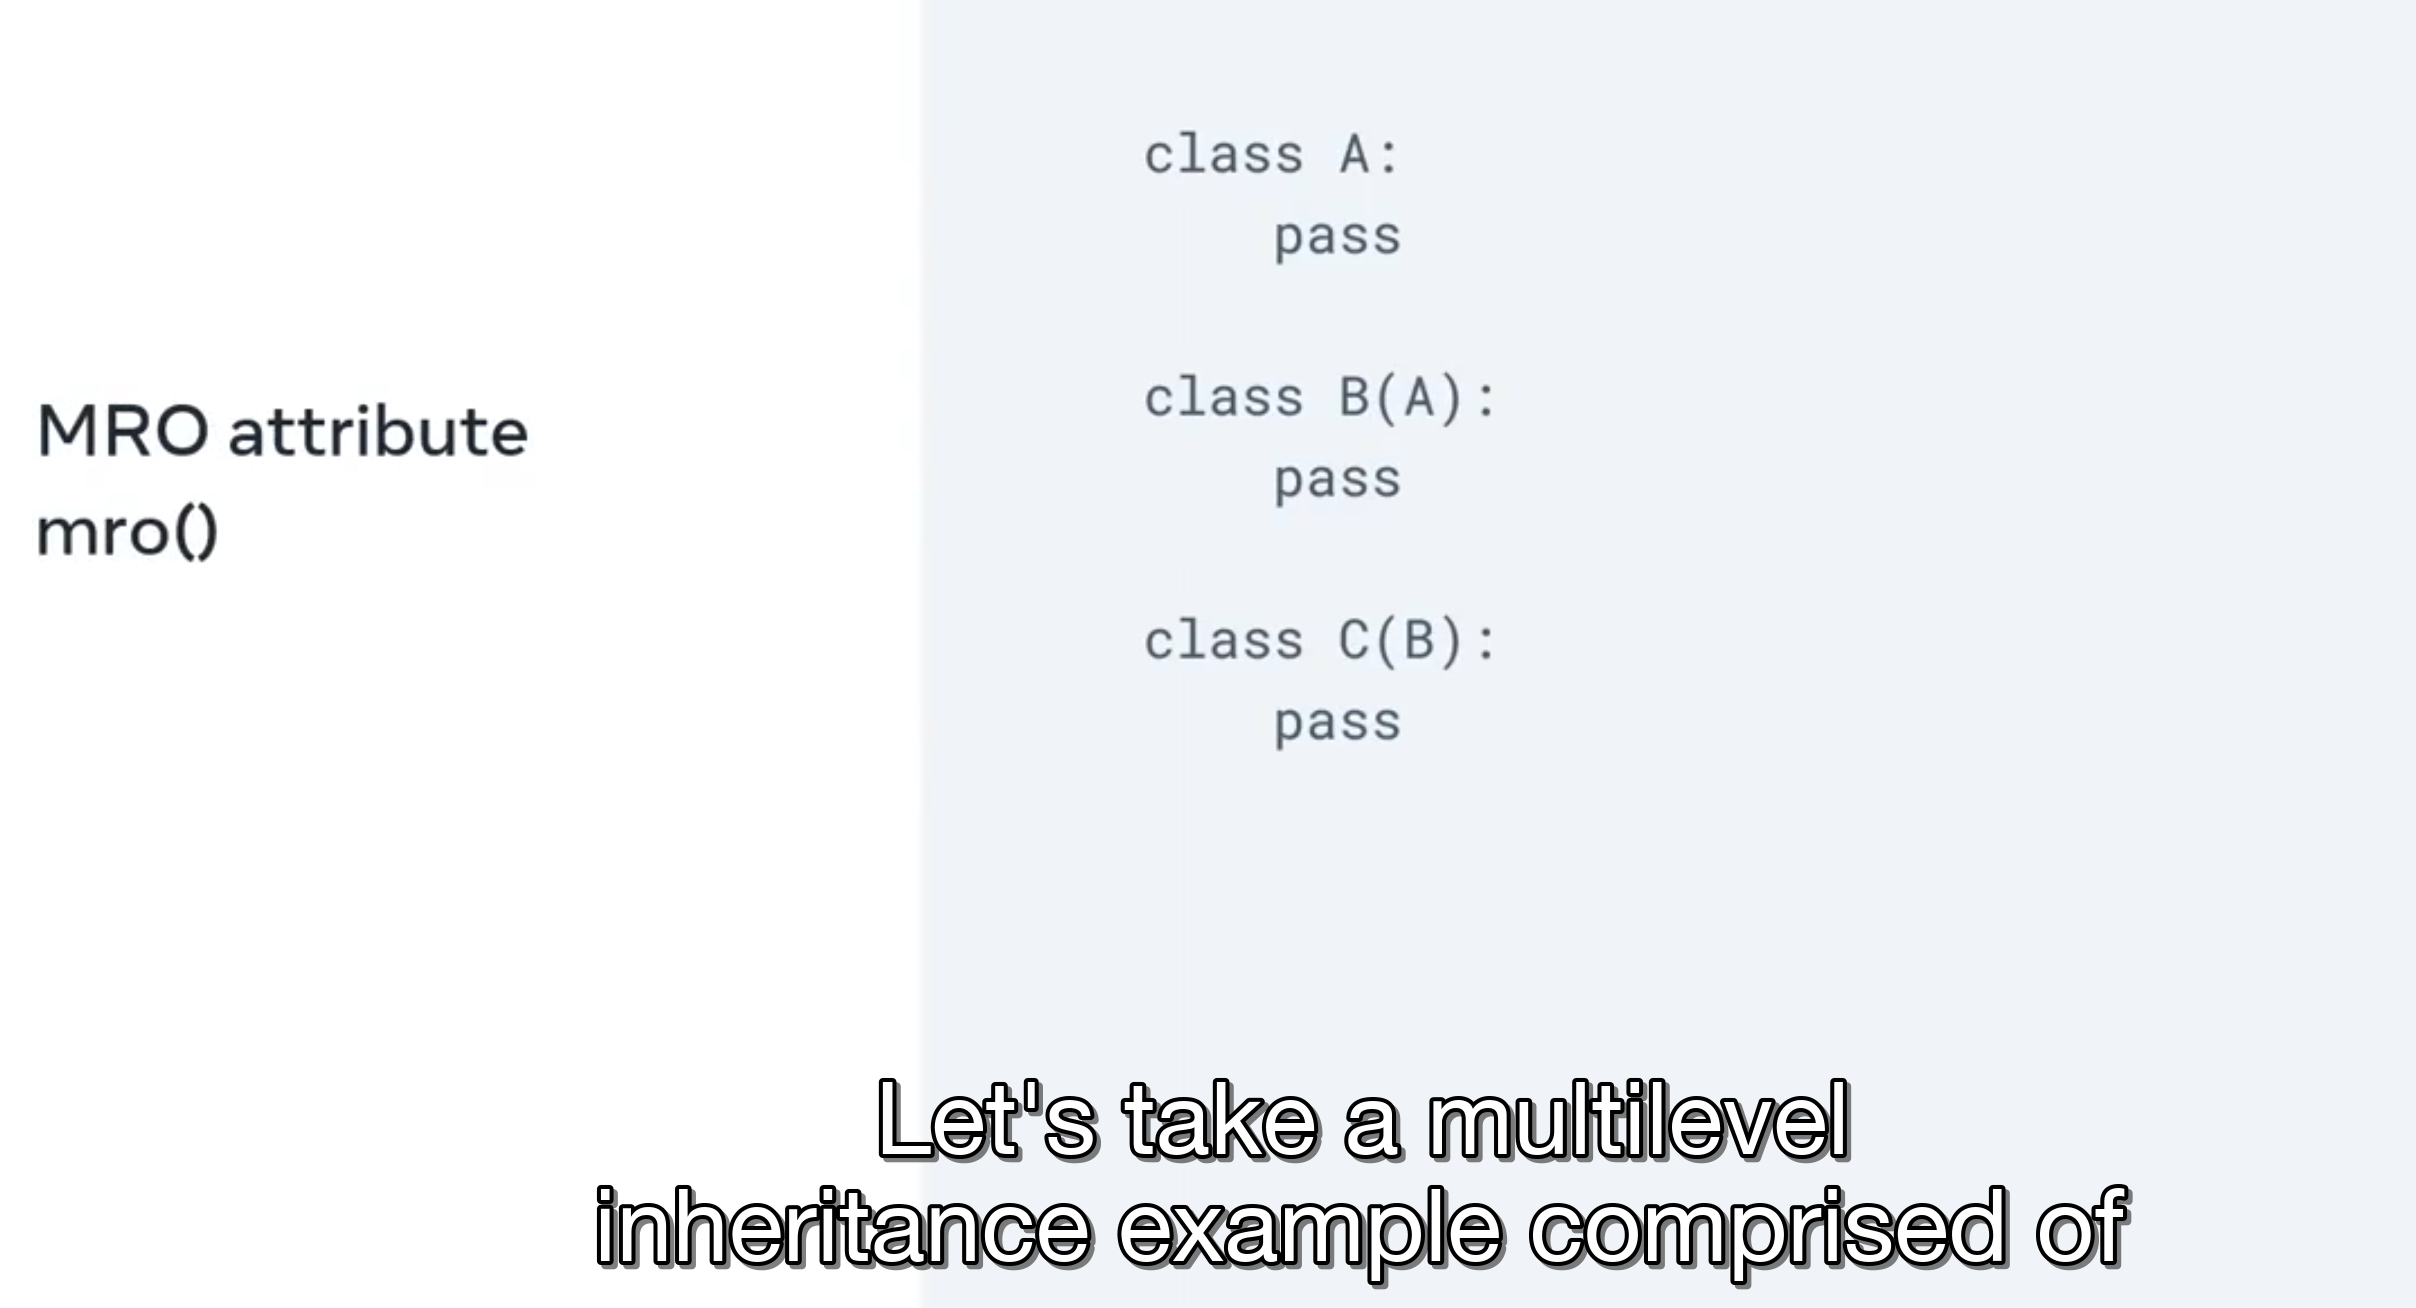 MRO attribute
mro()
class A:
    pass
class B(A):
    pass
class C(B):
    pass
Let's take a multilevel
inheritance example comprised of